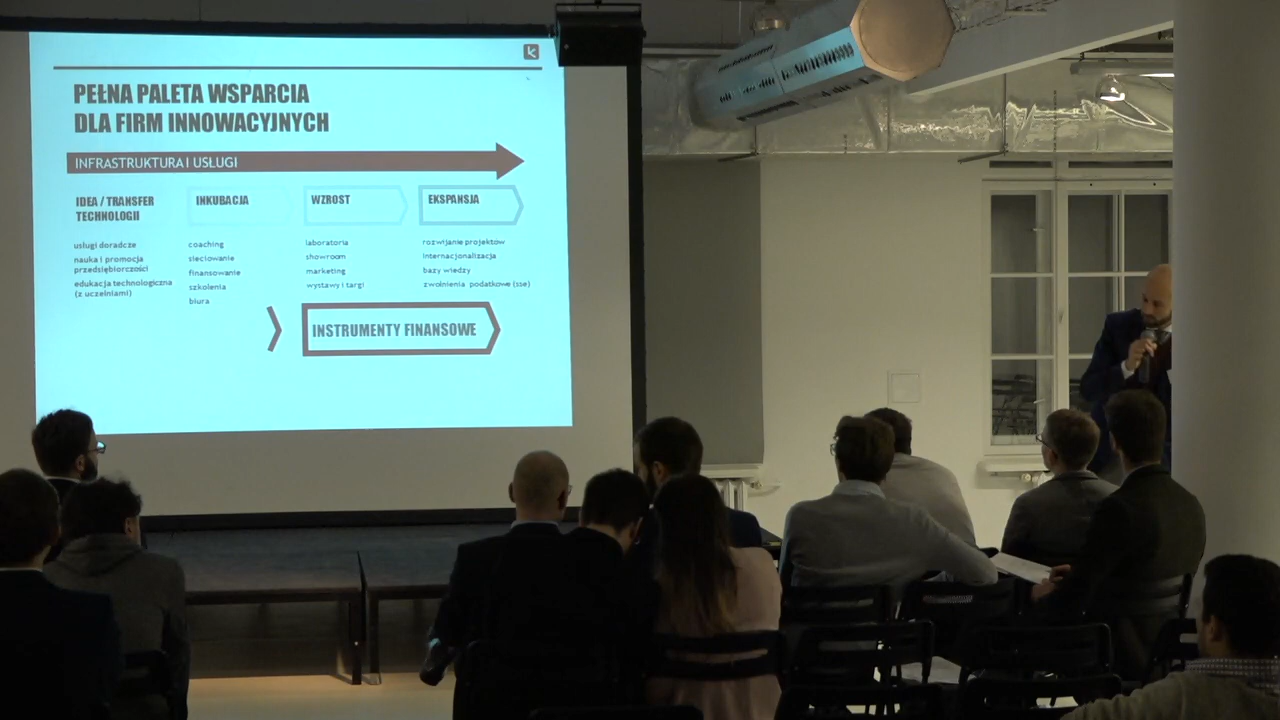 PEŁNA PALETA WSPARCIA
DLA FIRM INNOWACYJNYCH
INFRASTRUKTURA I USŁUGI
IDEA / TRANSFER
TECHNOLOGII
usługi doradcze
nauka i promocja
przedsiębiorczości
edukacja technologiczna
(z uczelniami)
INKUBACJA
coaching
sieciowanie
finansowanie
szkolenia
biura
WZROST
laboratoria
showroom
marketing
wystawy i targi
EKSPANSJA
rozwijanie projektów
internacjonalizacja
bazy wiedzy
zwolnienia podatkowe (sse)
INSTRUMENTY FINANSOWE